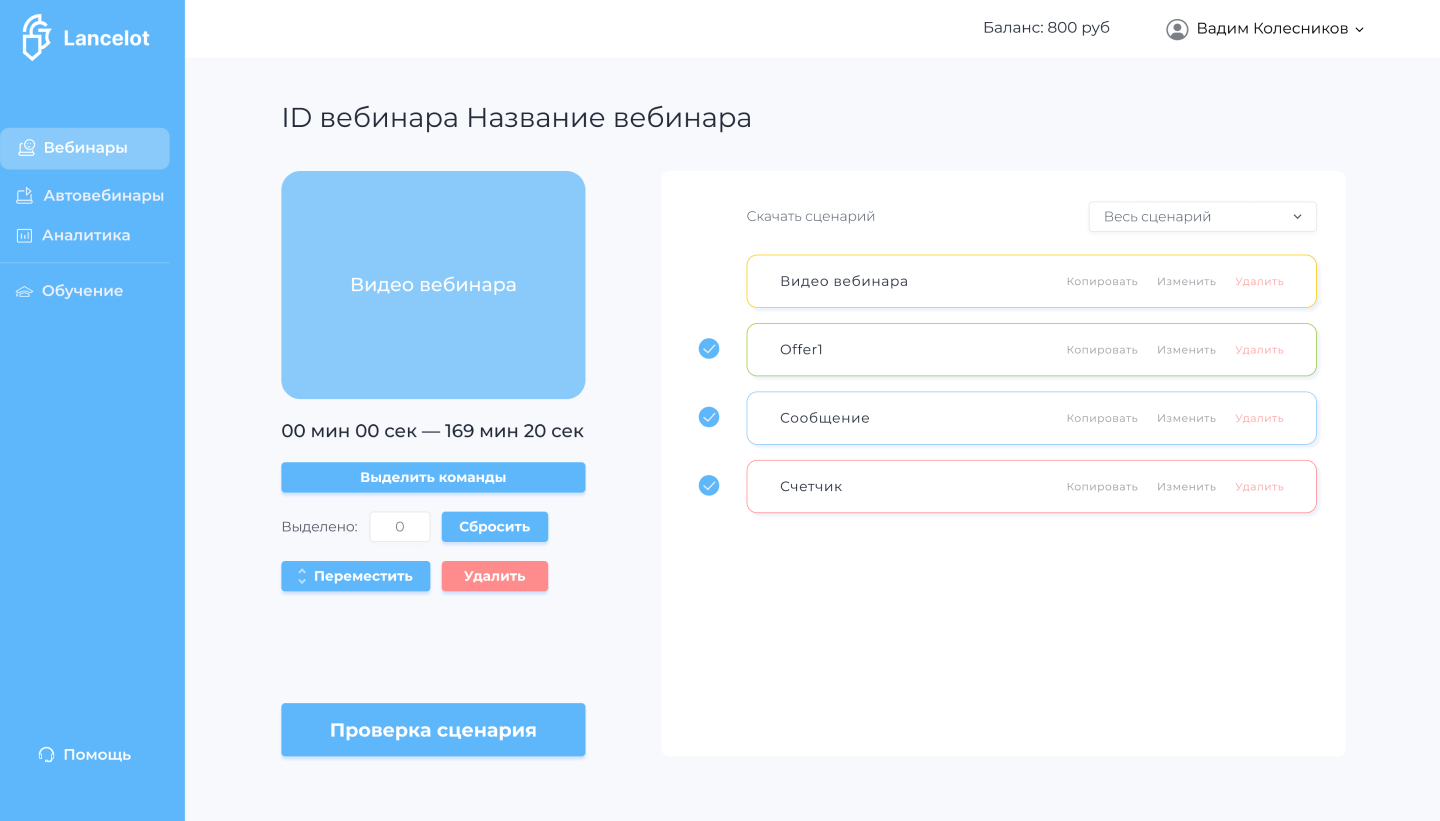 Lancelot
Баланс: 800 руб
Вадим Колесников
Вебинары
Автовебинары
Аналитика
Обучение
Помощь
ID вебинара Название вебинара
Видео вебинара
00 мин 00 сек — 169 мин 20 сек
Выделить команды
Выделено: 0 Сбросить
Переместить Удалить
Проверка сценария
Скачать сценарий Весь сценарий
Видео вебинара Копировать Изменить Удалить
Offer1 Копировать Изменить Удалить
Сообщение Копировать Изменить Удалить
Счетчик Копировать Изменить Удалить